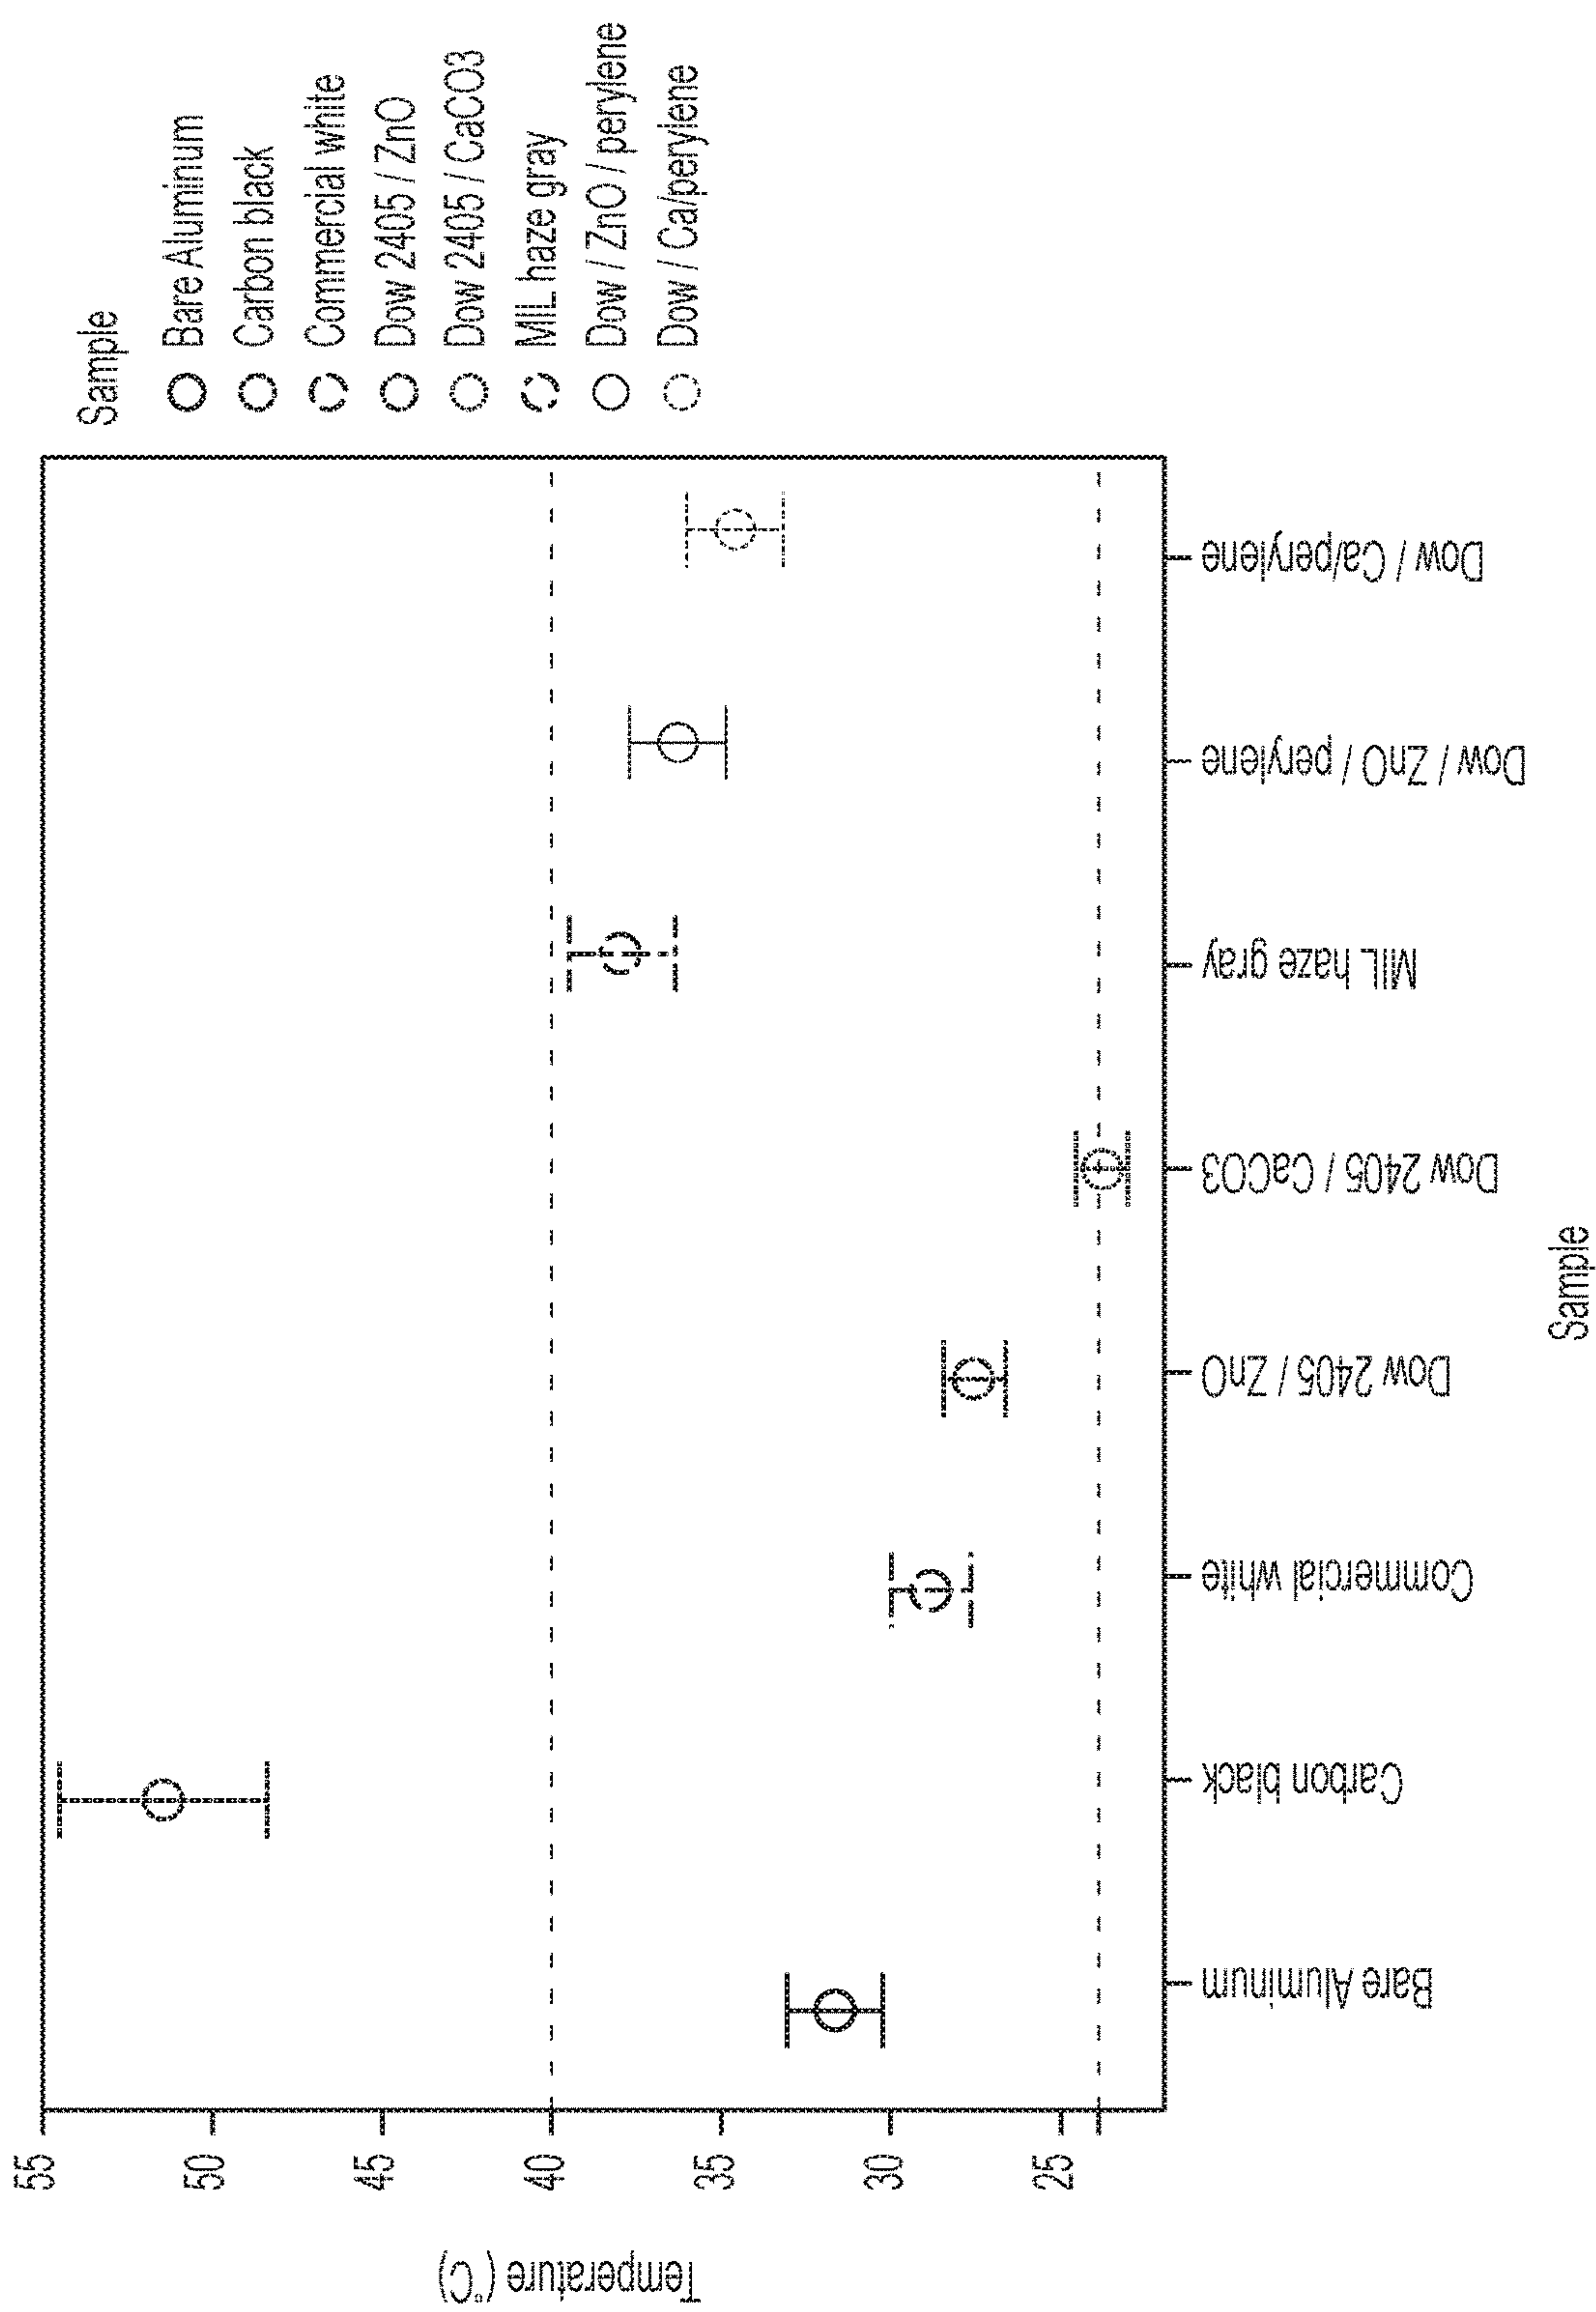 Temperature (°C)
55
50
45
40
35
30
25
Bare Aluminum
Carbon black
Commercial white
Dow 2405 / ZnO
Dow 2405 / CaCO3
MIL haze gray
Dow / ZnO / perylene
Dow / Ca/perylene
Sample
Sample
Bare Aluminum
Carbon black
Commercial white
Dow 2405 / ZnO
Dow 2405 / CaCO3
MIL haze gray
Dow / ZnO / perylene
Dow / Ca/perylene